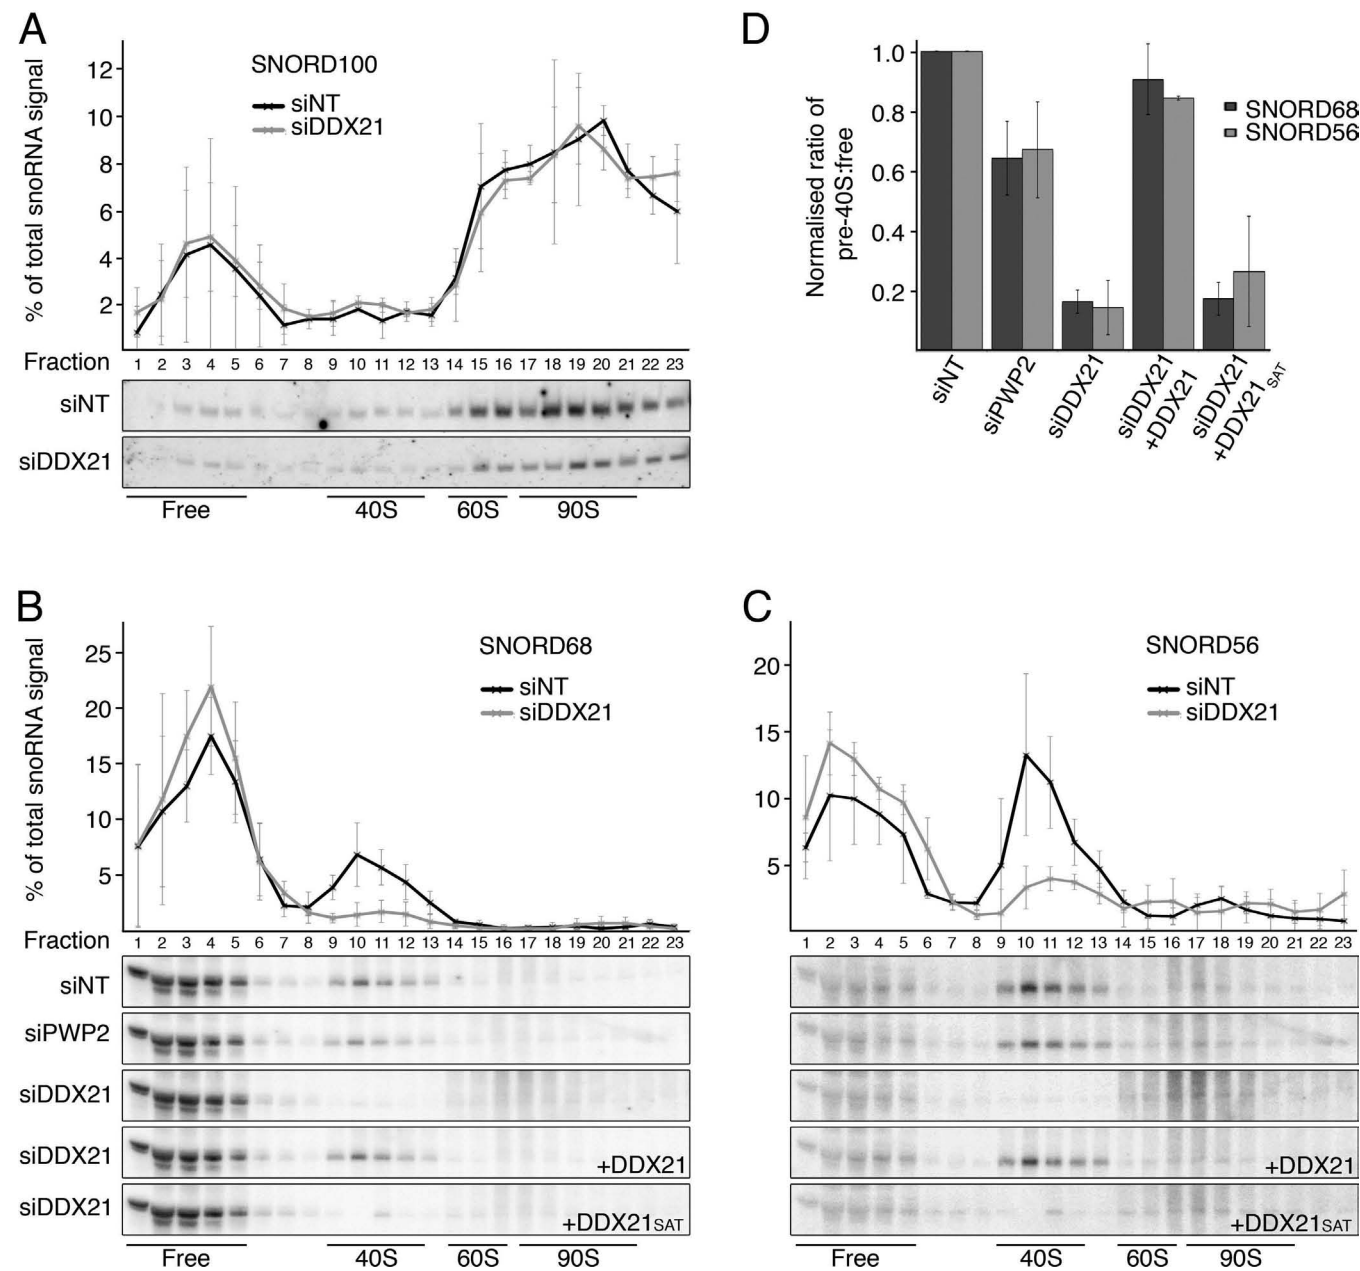 A
SNORD100
siNT
siDDX21
% of total snoRNA signal
12
10
8
6
4
2
Fraction 1 2 3 4 5 6 7 8 9 10 11 12 13 14 15 16 17 18 19 20 21 22 23
siNT
siDDX21
Free 40S 60S 90S
D
Normalised ratio of
pre-40S:free
1.0
0.8
0.6
0.4
0.2
SNORD68
SNORD56
siNT
siPWP2
siDDX21
siDDX21
+DDX21
siDDX21
+DDX21SAT
B
SNORD68
siNT
siDDX21
% of total snoRNA signal
25
20
15
10
5
Fraction 1 2 3 4 5 6 7 8 9 10 11 12 13 14 15 16 17 18 19 20 21 22 23
siNT
siPWP2
siDDX21
siDDX21 +DDX21
siDDX21 +DDX21SAT
Free 40S 60S 90S
C
SNORD56
siNT
siDDX21
20
15
10
5
1 2 3 4 5 6 7 8 9 10 11 12 13 14 15 16 17 18 19 20 21 22 23
+DDX21
+DDX21SAT
Free 40S 60S 90S